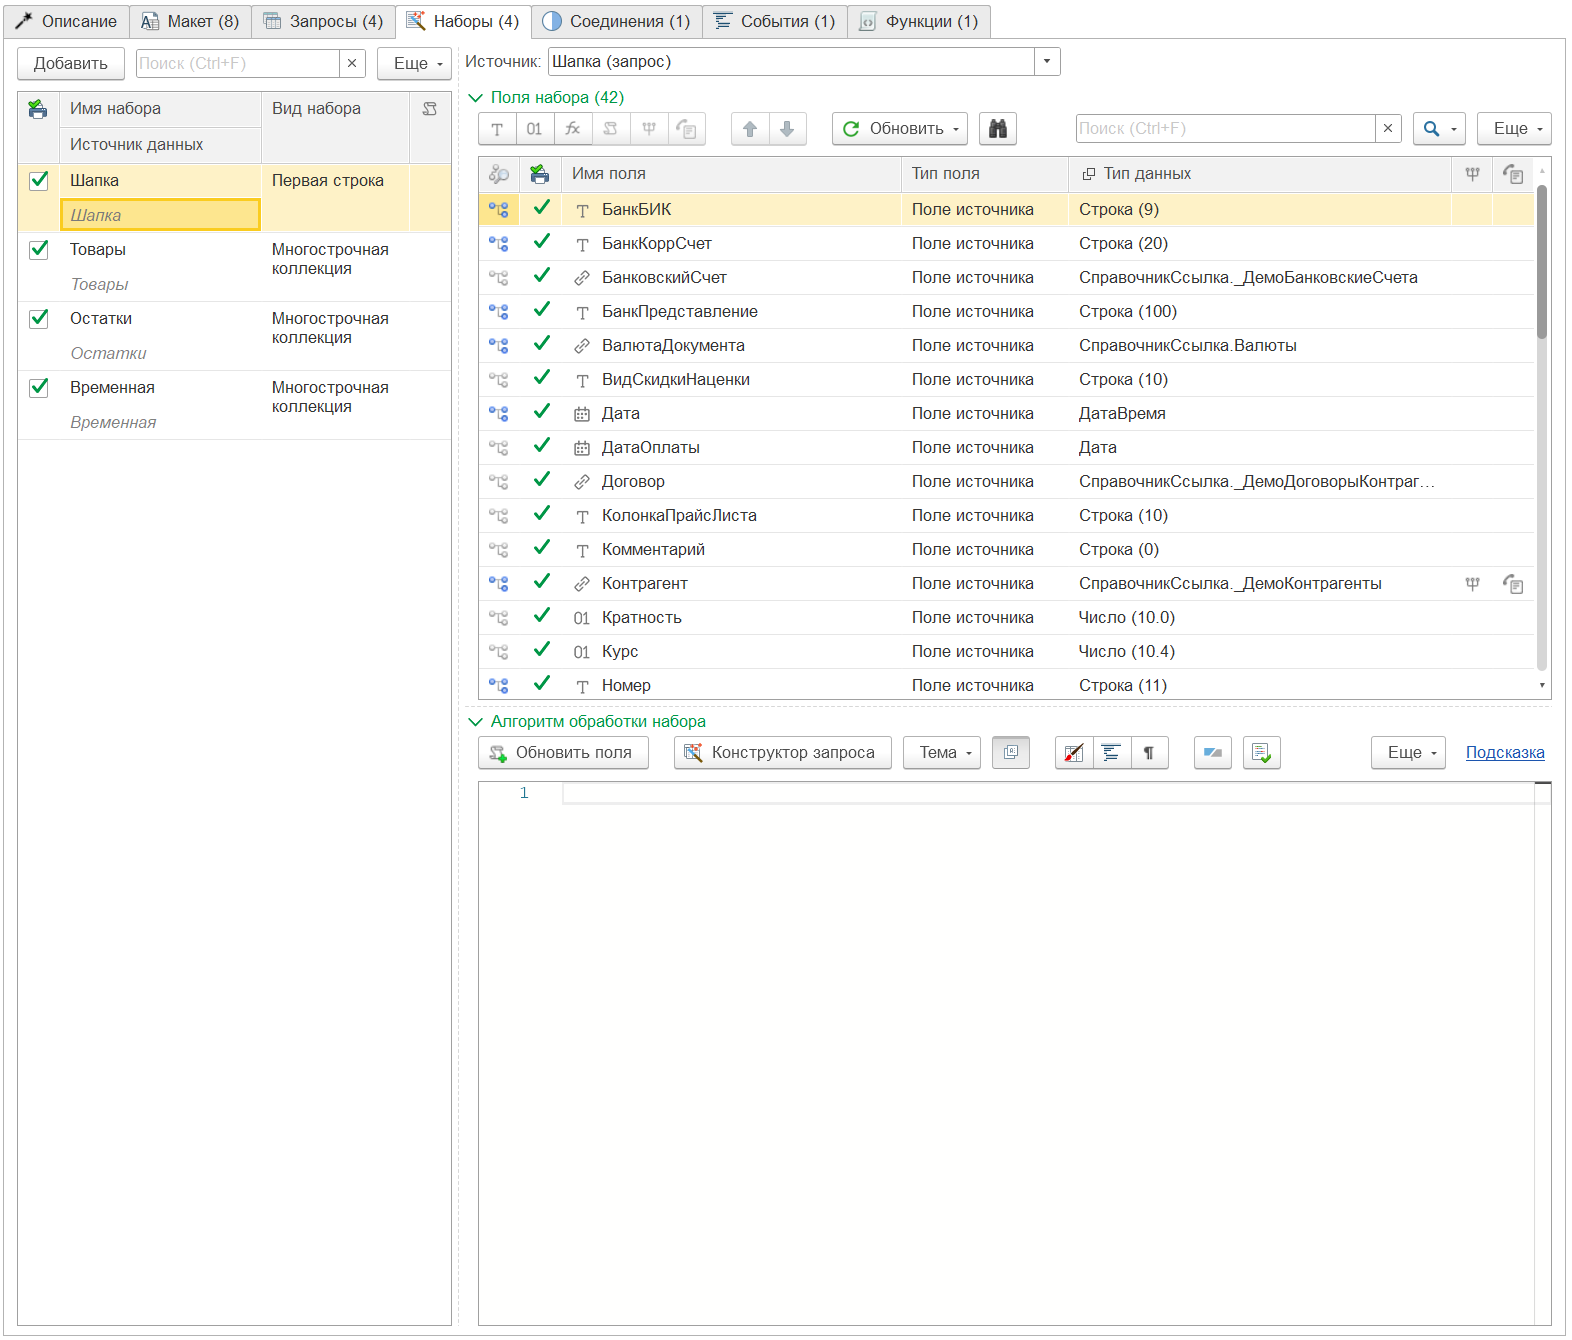 Описание Макет (8) Запросы (4) Наборы (4) Соединения (1) События (1) Функции (1)
Добавить Поиск (Ctrl+F) × Еще
Источник: Шапка (запрос)
Имя набора Вид набора
Источник данных
Шапка Первая строка
Шапка
Товары Многострочная
коллекция
Товары
Остатки Многострочная
коллекция
Остатки
Временная Многострочная
коллекция
Временная
Поля набора (42)
T 01 fx Обновить Поиск (Ctrl+F) × Еще
Имя поля Тип поля Тип данных
T БанкБИК Поле источника Строка (9)
T БанкКоррСчет Поле источника Строка (20)
БанковскийСчет Поле источника СправочникСсылка._ДемоБанковскиеСчета
T БанкПредставление Поле источника Строка (100)
ВалютаДокумента Поле источника СправочникСсылка.Валюты
T ВидСкидкиНаценки Поле источника Строка (10)
Дата Поле источника ДатаВремя
ДатаОплаты Поле источника Дата
Договор Поле источника СправочникСсылка._ДемоДоговорыКонтраг…
T КолонкаПрайсЛиста Поле источника Строка (10)
T Комментарий Поле источника Строка (0)
Контрагент Поле источника СправочникСсылка._ДемоКонтрагенты
01 Кратность Поле источника Число (10.0)
01 Курс Поле источника Число (10.4)
T Номер Поле источника Строка (11)
Алгоритм обработки набора
Обновить поля Конструктор запроса Тема ¶ Еще Подсказка
1